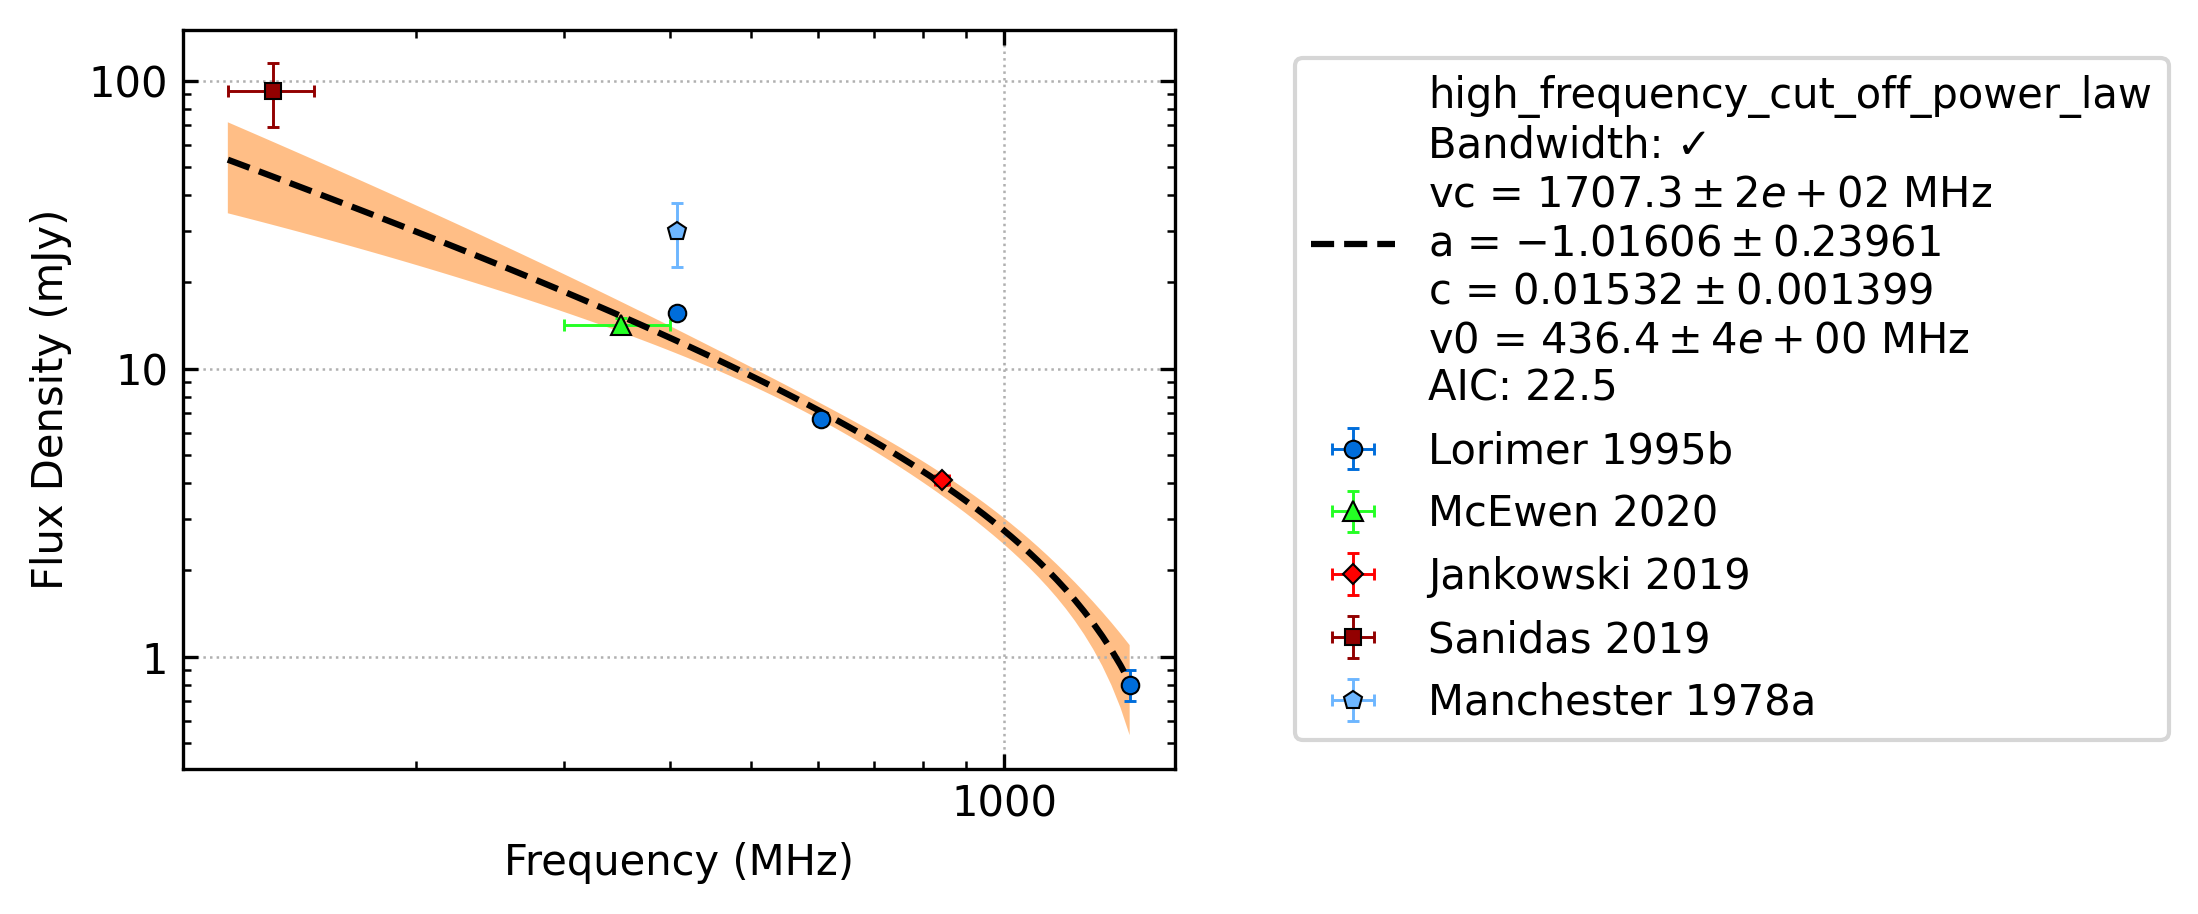 100
10
1
Flux Density (mJy)
1000
Frequency (MHz)
high_frequency_cut_off_power_law
Bandwidth: ✓
vc = 1707.3 ± 2e + 02 MHz
a = −1.01606 ± 0.23961
c = 0.01532 ± 0.001399
v0 = 436.4 ± 4e + 00 MHz
AIC: 22.5
Lorimer 1995b
McEwen 2020
Jankowski 2019
Sanidas 2019
Manchester 1978a